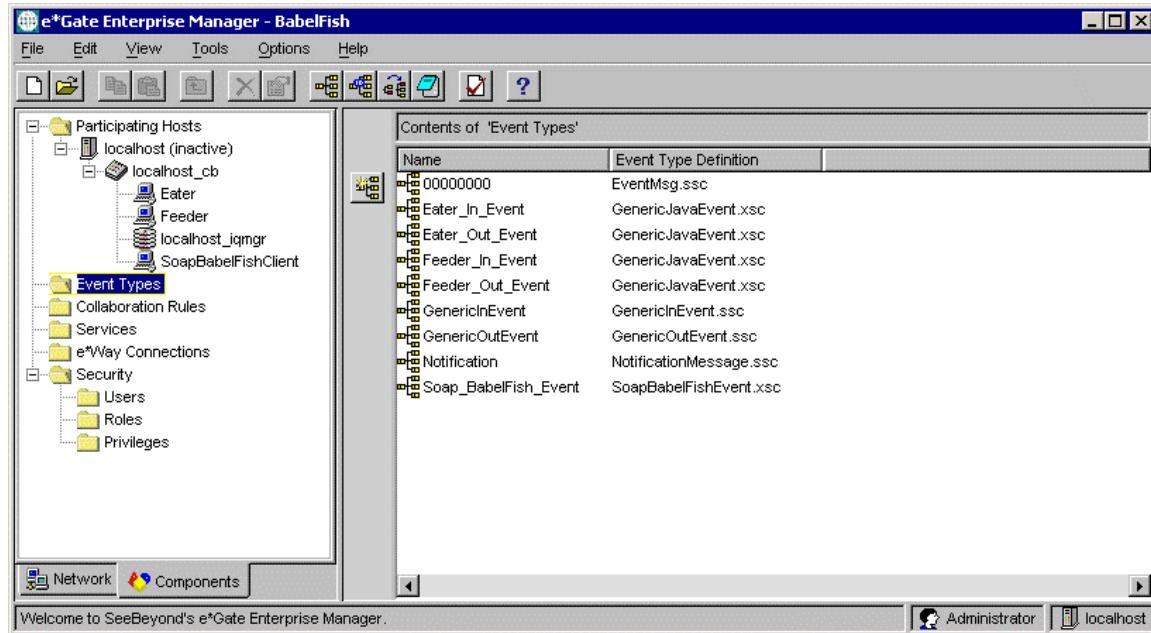 e*Gate Enterprise Manager - BabelFish
File Edit View Tools Options Help
?
Participating Hosts
localhost (inactive)
localhost_cb
Eater
Feeder
localhost_iqmgr
SoapBabelFishClient
Event Types
Collaboration Rules
Services
e*Way Connections
Security
Users
Roles
Privileges
Network Components
Contents of 'Event Types'
Name Event Type Definition
00000000 EventMsg.ssc
Eater_In_Event GenericJavaEvent.xsc
Eater_Out_Event GenericJavaEvent.xsc
Feeder_In_Event GenericJavaEvent.xsc
Feeder_Out_Event GenericJavaEvent.xsc
GenericInEvent GenericInEvent.ssc
GenericOutEvent GenericOutEvent.ssc
Notification NotificationMessage.ssc
Soap_BabelFish_Event SoapBabelFishEvent.xsc
Welcome to SeeBeyond's e*Gate Enterprise Manager. Administrator localhost